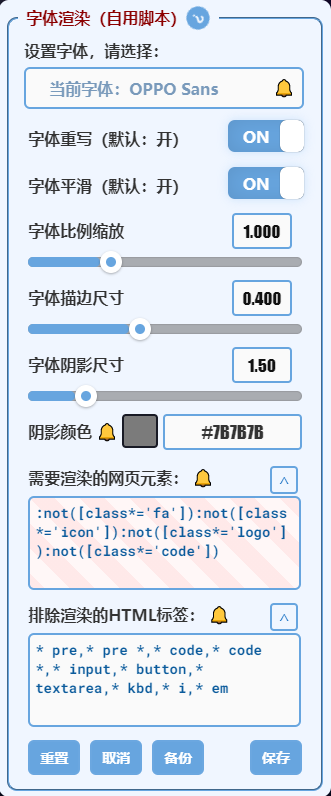 字体渲染（自用脚本）
设置字体，请选择：
当前字体：OPPO Sans
字体重写（默认：开） ON
字体平滑（默认：开） ON
字体比例缩放 1.000
字体描边尺寸 0.400
字体阴影尺寸 1.50
阴影颜色 #7B7B7B
需要渲染的网页元素： ^
:not([class*='fa']):not([class
*='icon']):not([class*='logo']
):not([class*='code'])
排除渲染的HTML标签： ^
* pre,* pre *,* code,* code
*,* input,* button,*
textarea,* kbd,* i,* em
重置 取消 备份 保存